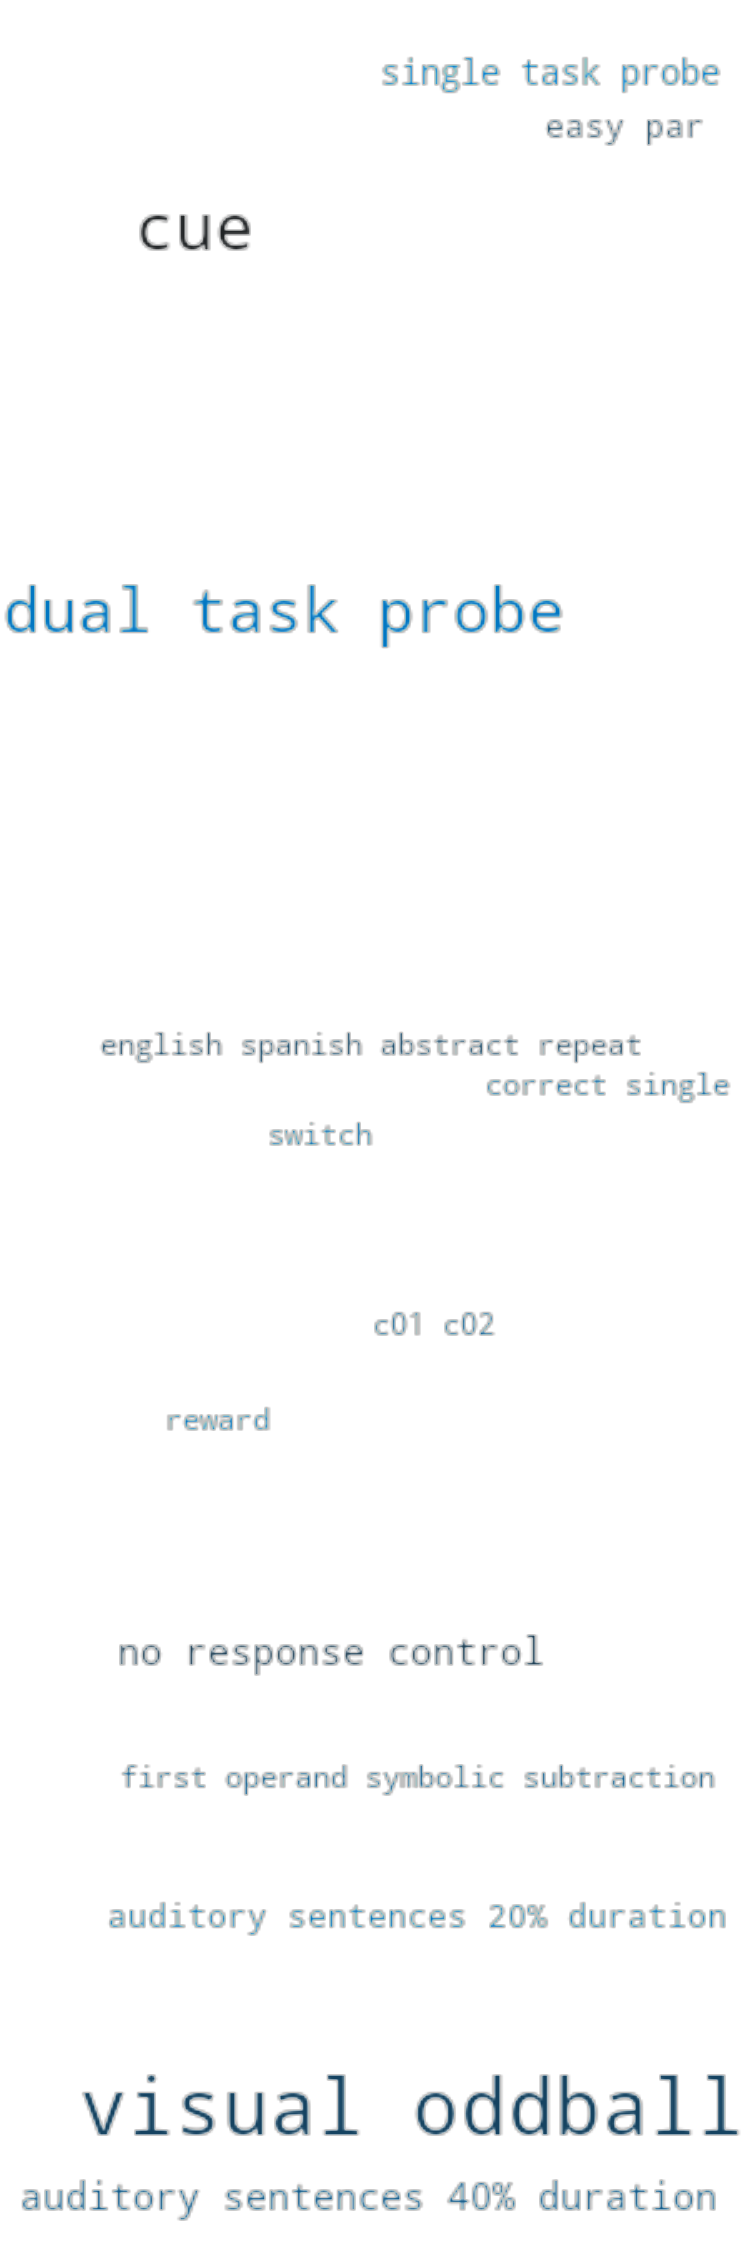 single task probe
easy par
cue
dual task probe
english spanish abstract repeat
correct single
switch
c01 c02
reward
no response control
first operand symbolic subtraction
auditory sentences 20% duration
visual oddball
auditory sentences 40% duration